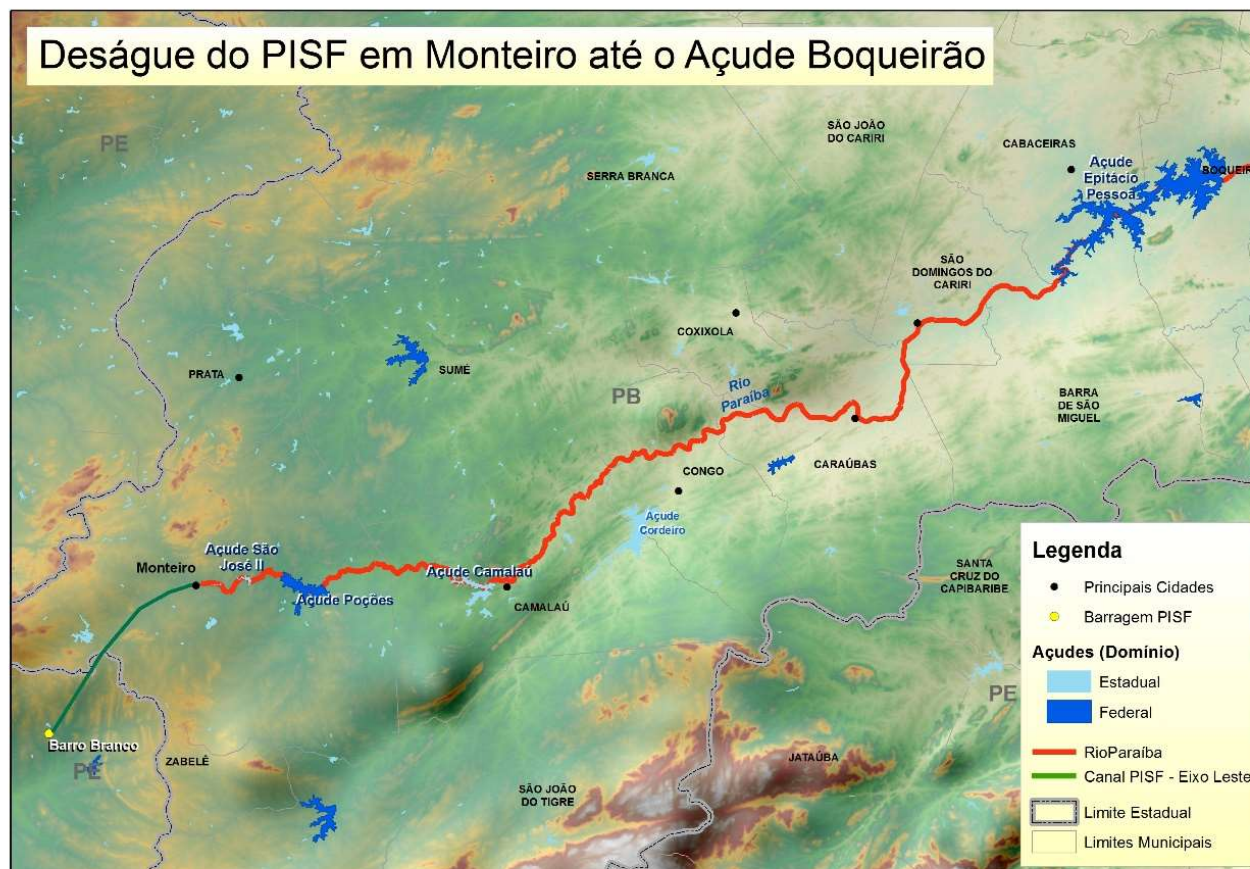 Deságue do PISF em Monteiro até o Açude Boqueirão
PE
SÃO JOÃO
DO CARIRI
CABACEIRAS
SERRA BRANCA
Açude
Epitácio
Pessoa
BOQUEIR
SÃO
DOMINGOS DO
CARIRI
COXIXOLA
PRATA
SUMÉ
PB
Rio
Paraíba
BARRA
DE SÃO
MIGUEL
CARAÚBAS
CONGO
Açude
Cordeiro
Açude São
José II
Monteiro
Açude Poções
Açude Camalaú
CAMALAÚ
SANTA
CRUZ DO
CAPIBARIBE
PE
Barro Branco
PE
ZABELÊ
SÃO JOÃO
DO TIGRE
JATAÚBA
Legenda
Principais Cidades
Barragem PISF
Açudes (Domínio)
Estadual
Federal
RioParaíba
Canal PISF - Eixo Leste
Limite Estadual
Limites Municipais